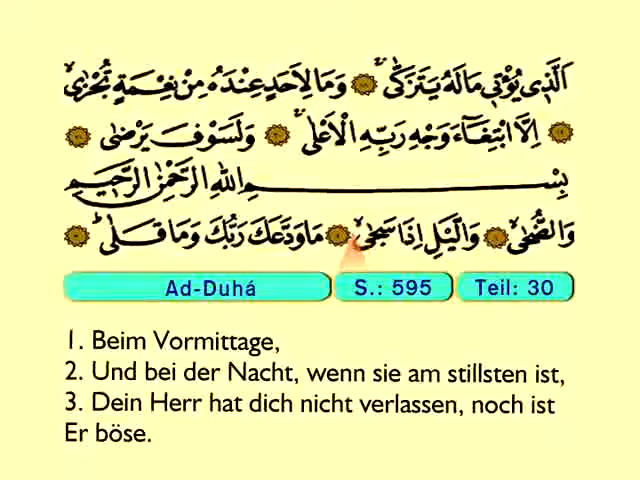 ٱلَّذِى يُؤْتِى مَالَهُۥ يَتَزَكَّىٰ ۝ وَمَا لِأَحَدٍ عِندَهُۥ مِن نِّعْمَةٍ تُجْزَىٰٓ
۝ إِلَّا ٱبْتِغَآءَ وَجْهِ رَبِّهِ ٱلْأَعْلَىٰ ۝ وَلَسَوْفَ يَرْضَىٰ ۝
بِسْمِ ٱللَّهِ ٱلرَّحْمَٰنِ ٱلرَّحِيمِ
وَٱلضُّحَىٰ ۝ وَٱلَّيْلِ إِذَا سَجَىٰ ۝ مَا وَدَّعَكَ رَبُّكَ وَمَا قَلَىٰ ۝
Ad-Duhá S.: 595 Teil: 30
1. Beim Vormittage,
2. Und bei der Nacht, wenn sie am stillsten ist,
3. Dein Herr hat dich nicht verlassen, noch ist
Er böse.